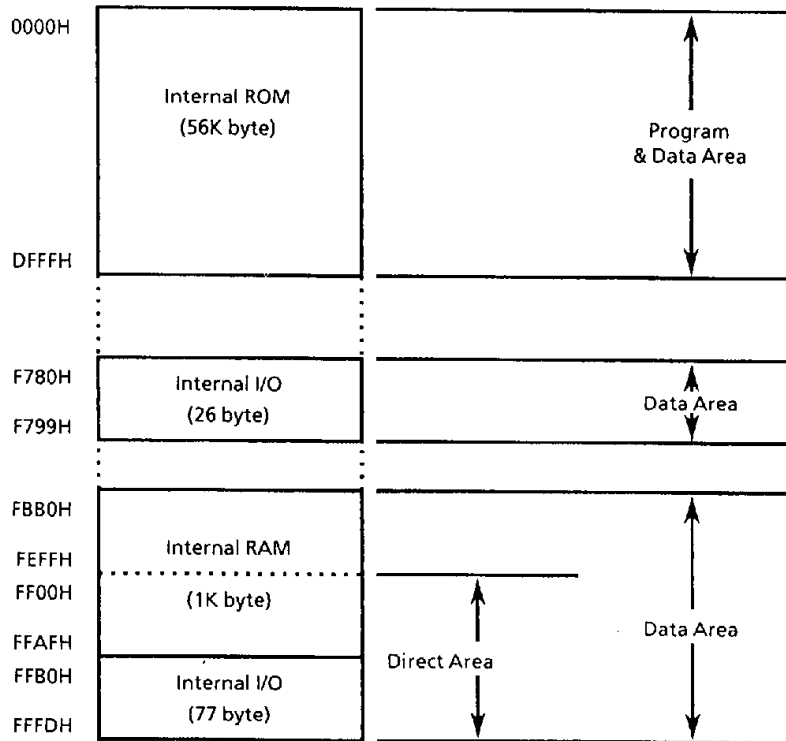 0000H
Internal ROM
(56K byte)
Program
& Data Area
DFFFH
F780H
Internal I/O
(26 byte)
Data Area
F799H
FBB0H
Internal RAM
FEFFH
FF00H
(1K byte)
Data Area
FFAFH
Direct Area
FFB0H
Internal I/O
(77 byte)
FFFDH